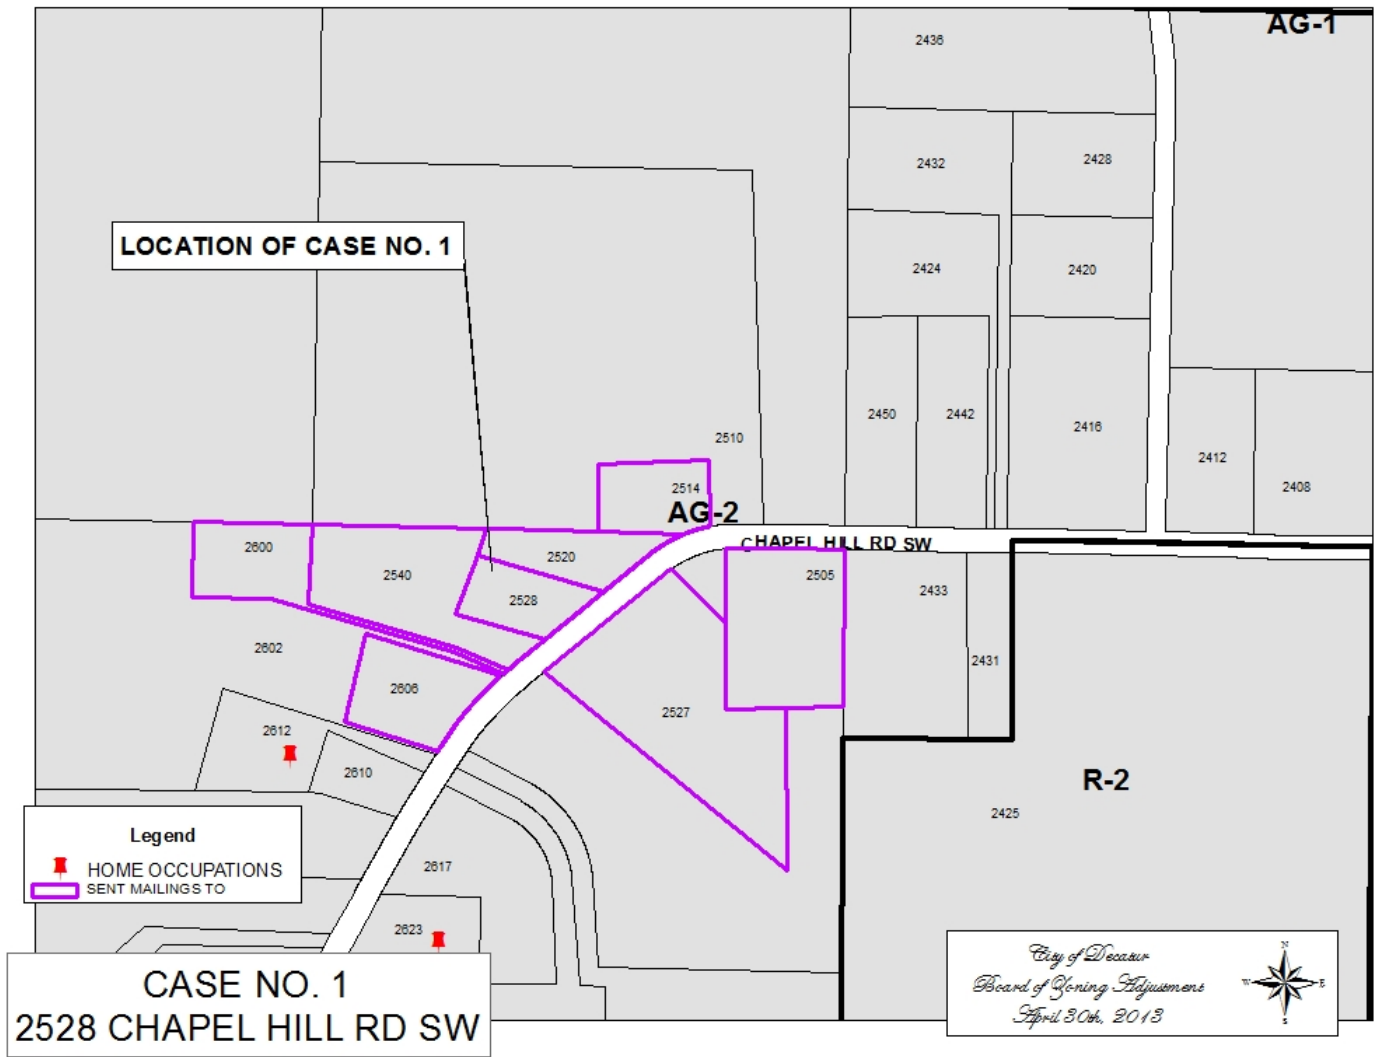 AG-1
2436
2432
2428
LOCATION OF CASE NO. 1
2424
2420
2450
2442
2416
2412
2408
2510
2514
AG-2
CHAPEL HILL RD SW
2600
2540
2520
2528
2505
2433
2431
2602
2606
2527
2612
2610
R-2
2425
Legend
HOME OCCUPATIONS
SENT MAILINGS TO
2617
2623
CASE NO. 1
2528 CHAPEL HILL RD SW
City of Decatur
Board of Zoning Adjustment
April 30th, 2013
N
W
E
S